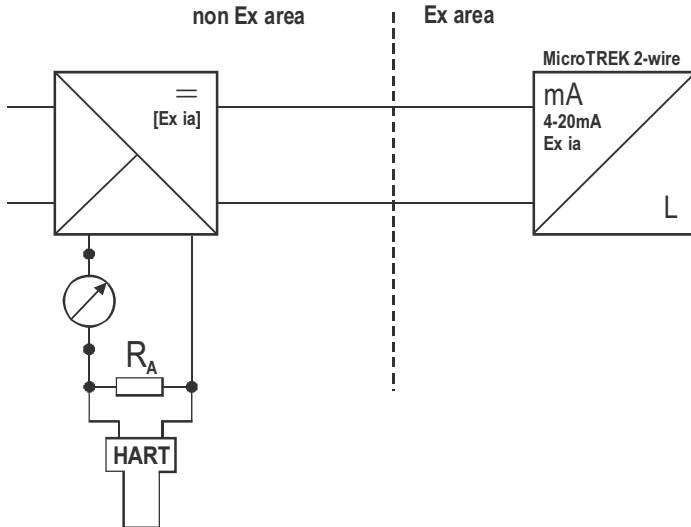 non Ex area
Ex area
MicroTREK 2-wire
=
[Ex ia]
mA
4-20mA
Ex ia
L
RA
HART